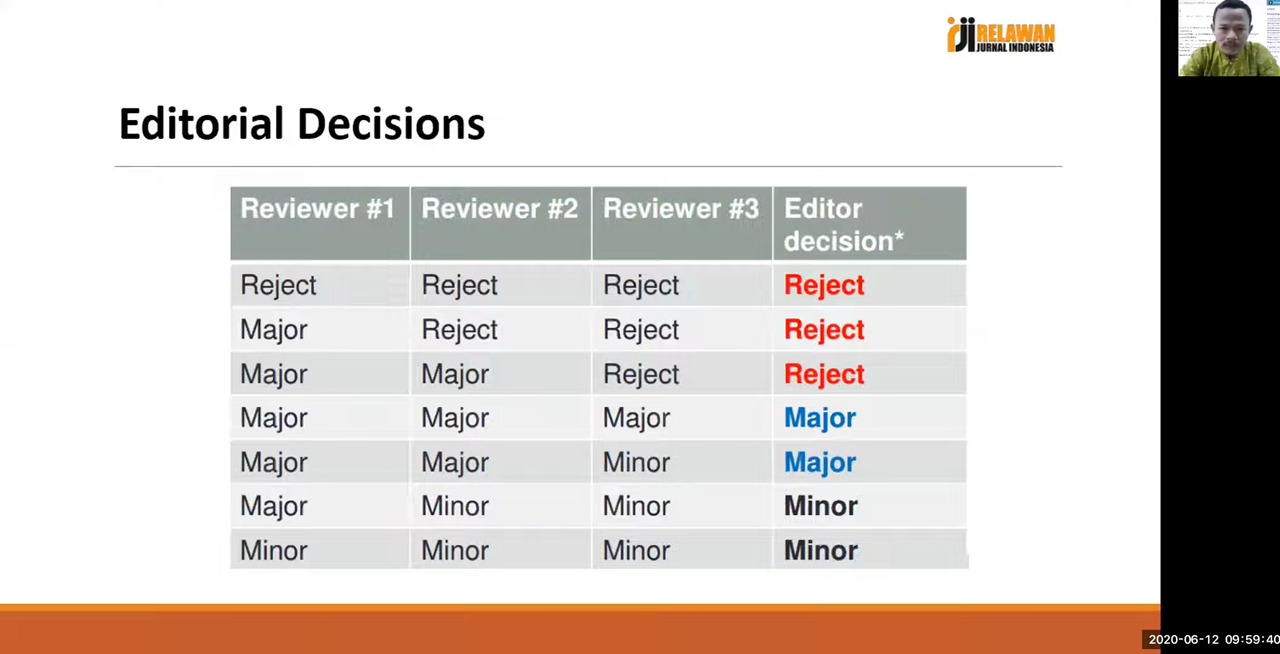 rji RELAWAN
JURNAL INDONESIA
Editorial Decisions
Reviewer #1 Reviewer #2 Reviewer #3 Editor decision*
Reject Reject Reject Reject
Major Reject Reject Reject
Major Major Reject Reject
Major Major Major Major
Major Major Minor Major
Major Minor Minor Minor
Minor Minor Minor Minor
2020-06-12 09:59:40